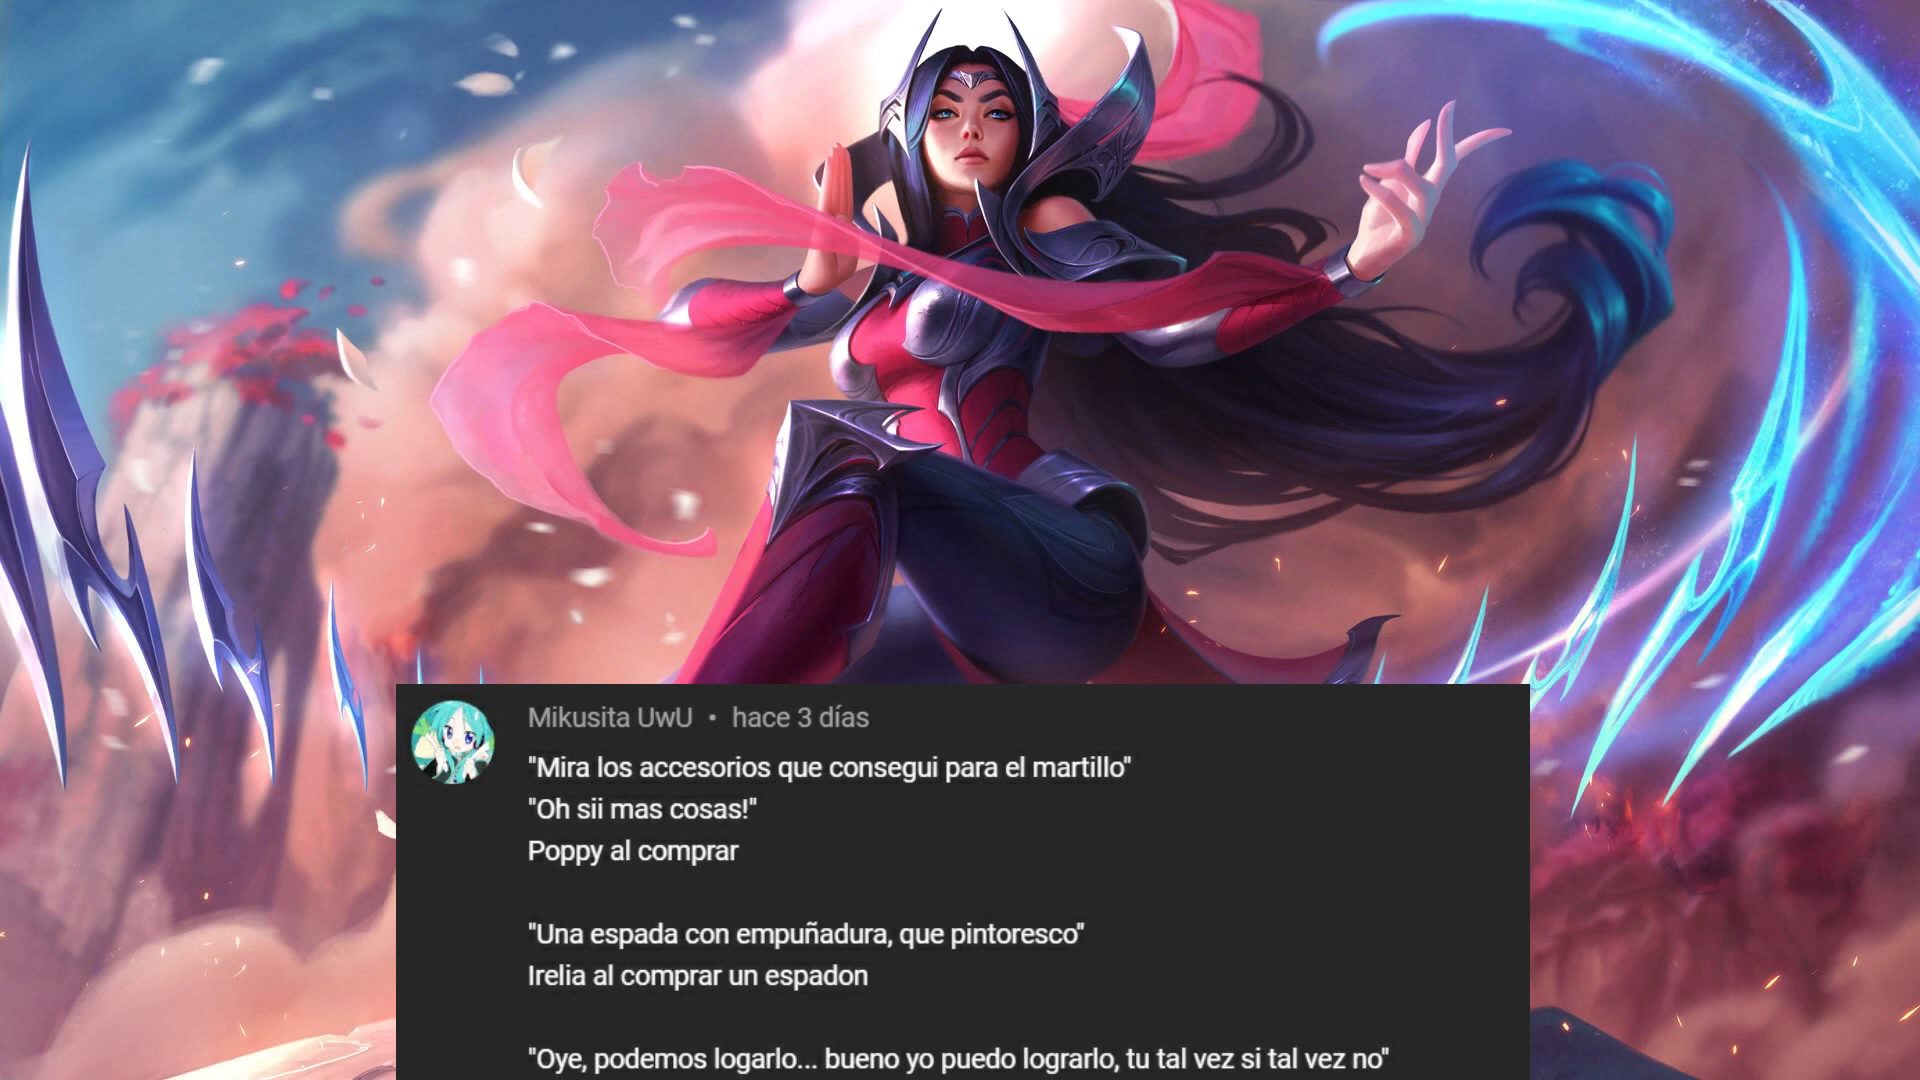 Mikusita UwU • hace 3 días
"Mira los accesorios que consegui para el martillo"
"Oh sii mas cosas!"
Poppy al comprar
"Una espada con empuñadura, que pintoresco"
Irelia al comprar un espadon
"Oye, podemos logarlo... bueno yo puedo lograrlo, tu tal vez si tal vez no"